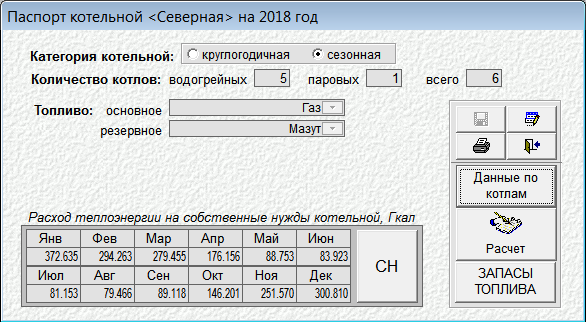 Паспорт котельной <Северная> на 2018 год
Категория котельной: круглогодичная сезонная
Количество котлов: водогрейных 5 паровых 1 всего 6
Топливо: основное Газ
резервное Мазут
Данные по котлам
Расчет
ЗАПАСЫ ТОПЛИВА
Расход теплоэнергии на собственные нужды котельной, Гкал
Янв Фев Мар Апр Май Июн
372.635 294.263 279.455 176.156 88.753 83.923
Июл Авг Сен Окт Ноя Дек
81.153 79.466 89.118 146.201 251.570 300.810
СН